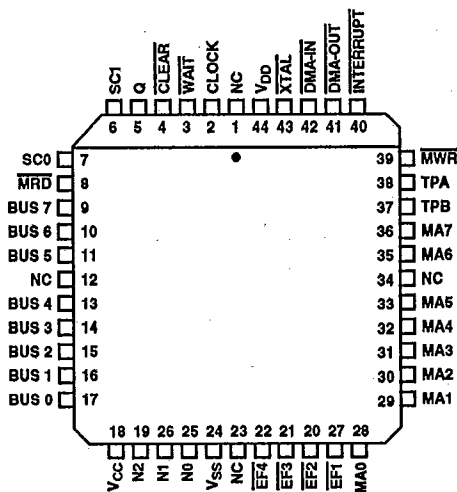 SC1 Q CLEAR WAIT CLOCK NC VDD XTAL DMA-IN DMA-OUT INTERRUPT
6 5 4 3 2 1 44 43 42 41 40
SC0 7 39 MWR
MRD 8 38 TPA
BUS 7 9 37 TPB
BUS 6 10 36 MA7
BUS 5 11 35 MA6
NC 12 34 NC
BUS 4 13 33 MA5
BUS 3 14 32 MA4
BUS 2 15 31 MA3
BUS 1 16 30 MA2
BUS 0 17 29 MA1
18 19 26 25 24 23 22 21 20 27 28
VCC N2 N1 N0 VSS NC EF4 EF3 EF2 EF1 MA0